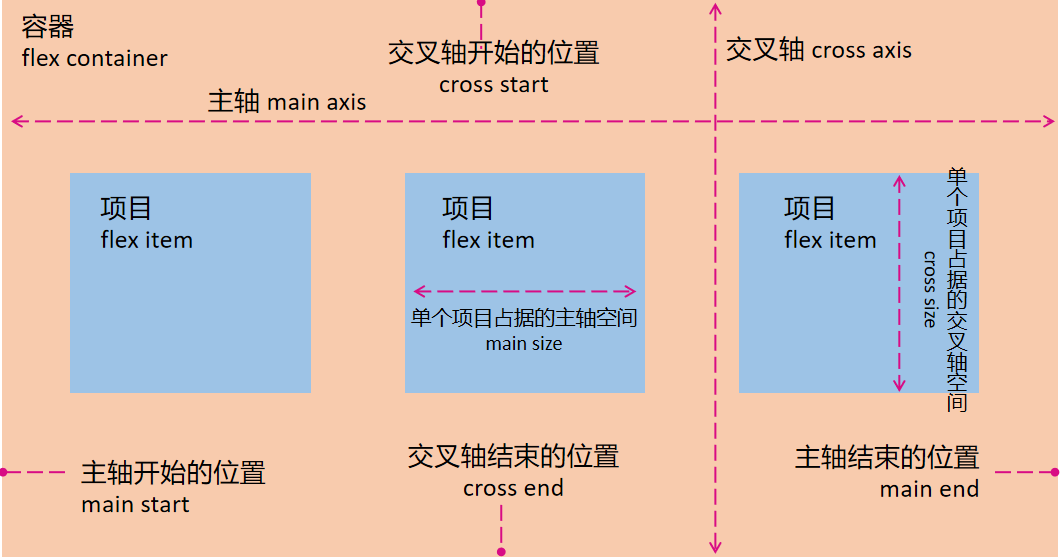 容器
flex container
交叉轴开始的位置
cross start
交叉轴 cross axis
主轴 main axis
项目
flex item
项目
flex item
单个项目占据的主轴空间
main size
项目
flex item
单个项目占据的交叉轴空间
cross size
主轴开始的位置
main start
交叉轴结束的位置
cross end
主轴结束的位置
main end